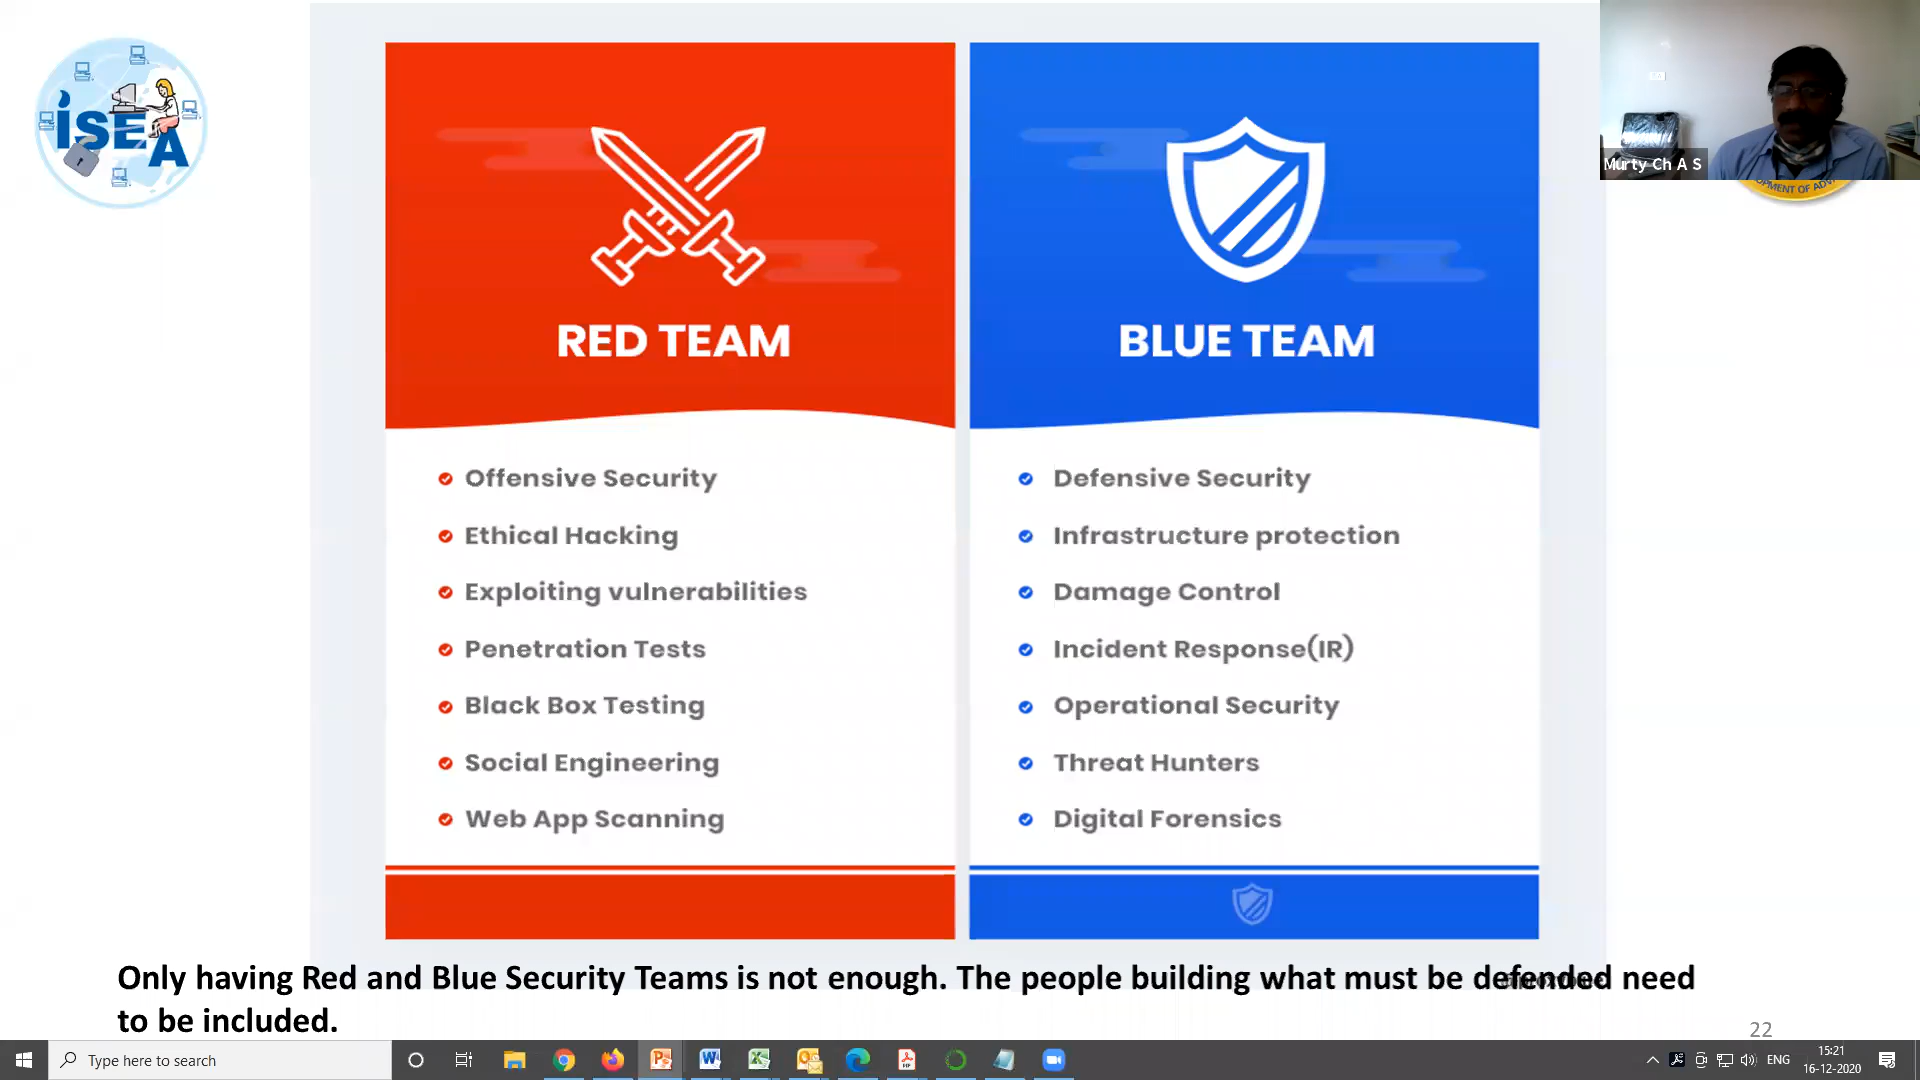 iSEA
RED TEAM
Offensive Security
Ethical Hacking
Exploiting vulnerabilities
Penetration Tests
Black Box Testing
Social Engineering
Web App Scanning
BLUE TEAM
Defensive Security
Infrastructure protection
Damage Control
Incident Response(IR)
Operational Security
Threat Hunters
Digital Forensics
Murty Ch A S
OF ADV
Only having Red and Blue Security Teams is not enough. The people building what must be defended need
to be included.
22
Type here to search
ENG
15:21
16-12-2020